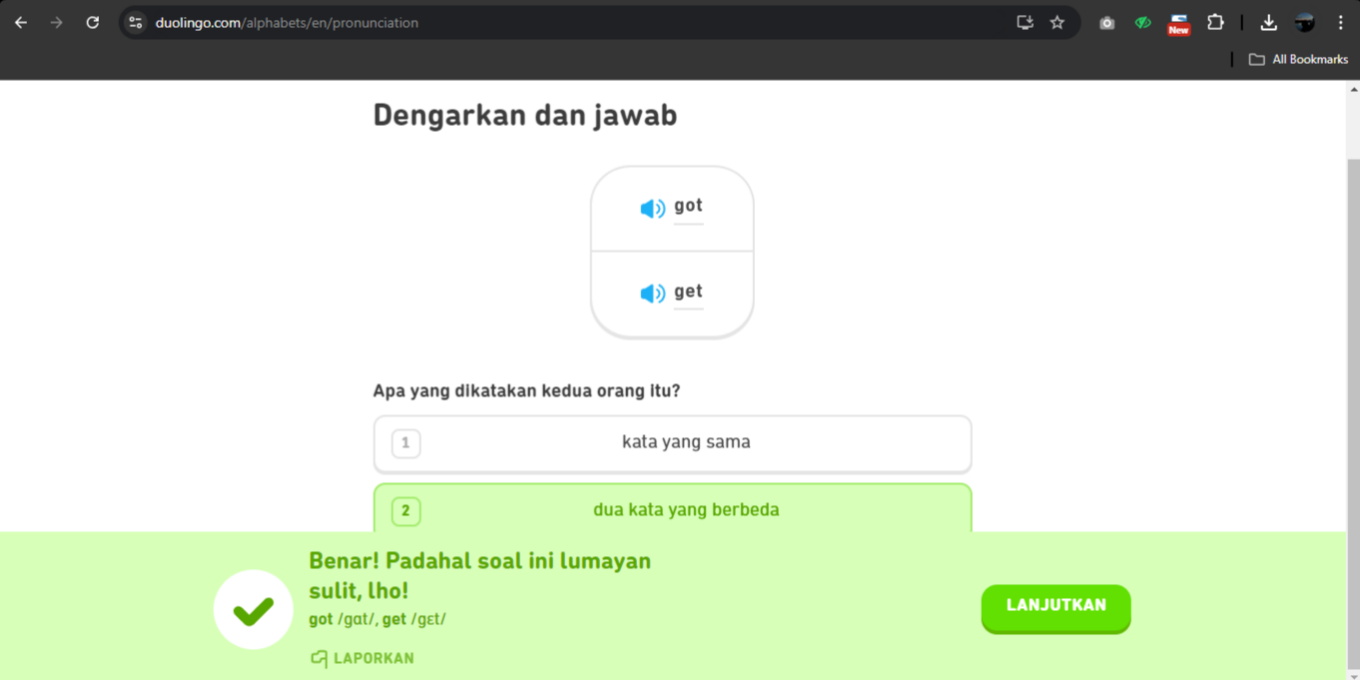 duolingo.com/alphabets/en/pronunciation
New
All Bookmarks
Dengarkan dan jawab
got
get
Apa yang dikatakan kedua orang itu?
1 kata yang sama
2 dua kata yang berbeda
Benar! Padahal soal ini lumayan
sulit, lho!
got /gɑt/, get /gɛt/
LAPORKAN
LANJUTKAN